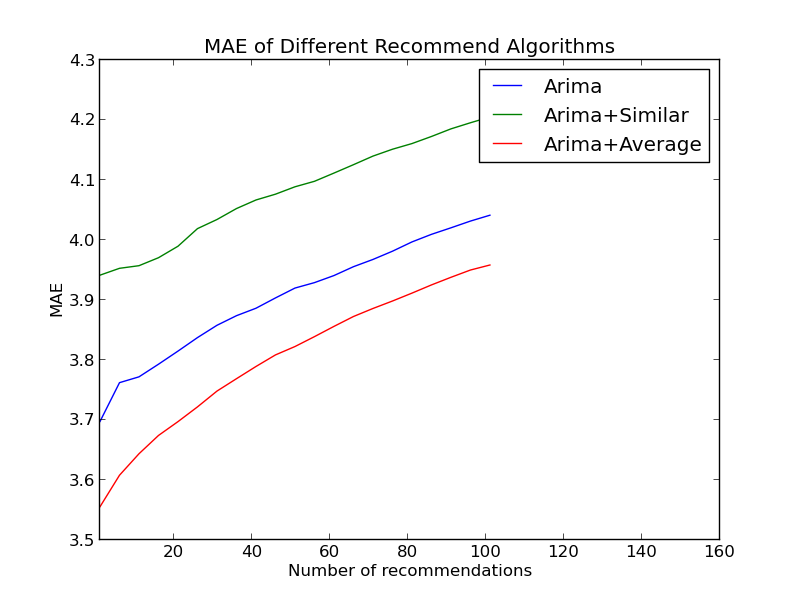 MAE of Different Recommend Algorithms
4.3
4.2
4.1
4.0
3.9
3.8
3.7
3.6
3.5
MAE
Arima
Arima+Similar
Arima+Average
20 40 60 80 100 120 140 160
Number of recommendations